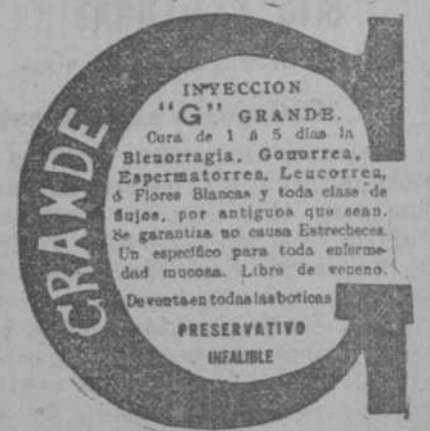 GRANDE
INYECCION
"G" GRANDE.
Cura de 1 á 5 días la
Blenorragia, Gonorrea,
Espermatorrea, Leucorrea,
ó Flores Blancas y toda clase de
flujos, por antiguos que sean.
Se garantiza no causa Estrecheces.
Un específico para toda enferme-
dad mucosa. Libre de veneno.
De venta en todas las boticas
PRESERVATIVO
INFALIBLE